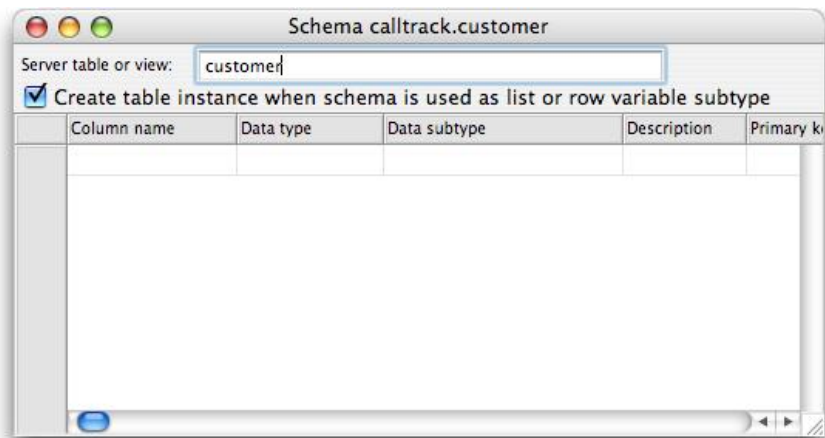 Schema calltrack.customer
Server table or view: customer
Create table instance when schema is used as list or row variable subtype
Column name Data type Data subtype Description Primary k